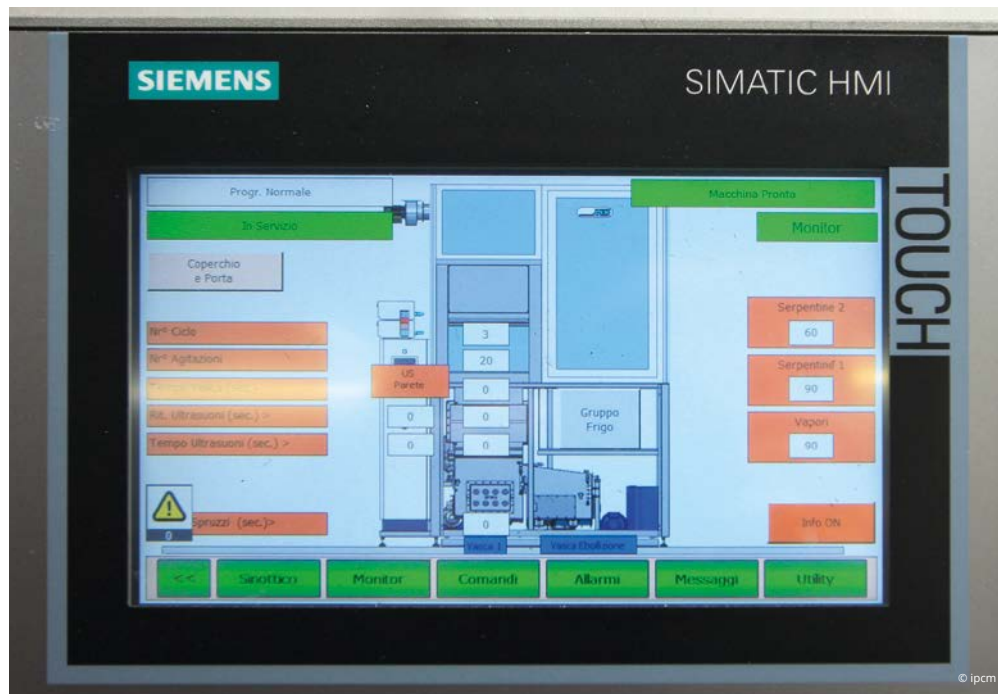 SIEMENS
SIMATIC HMI
TOUCH
Progr. Normale
Macchina Pronta
In Servizio
Monitor
Coperchio
e Porta
Serpentine 2
60
Nr° Ciclo
3
Nr° Agitazioni
20
Serpentine 1
90
US
Parete
0
Rit. Ultrasuoni (sec.) >
0
0
Gruppo
Frigo
Vapori
90
Tempo Ultrasuoni (sec.) >
0
0
0
Spruzzi (sec.)>
0
Info ON
Vasca 1
Vasca Ebollizione
<<
Sinottico
Monitor
Comandi
Allarmi
Messaggi
Utility
© ipcm